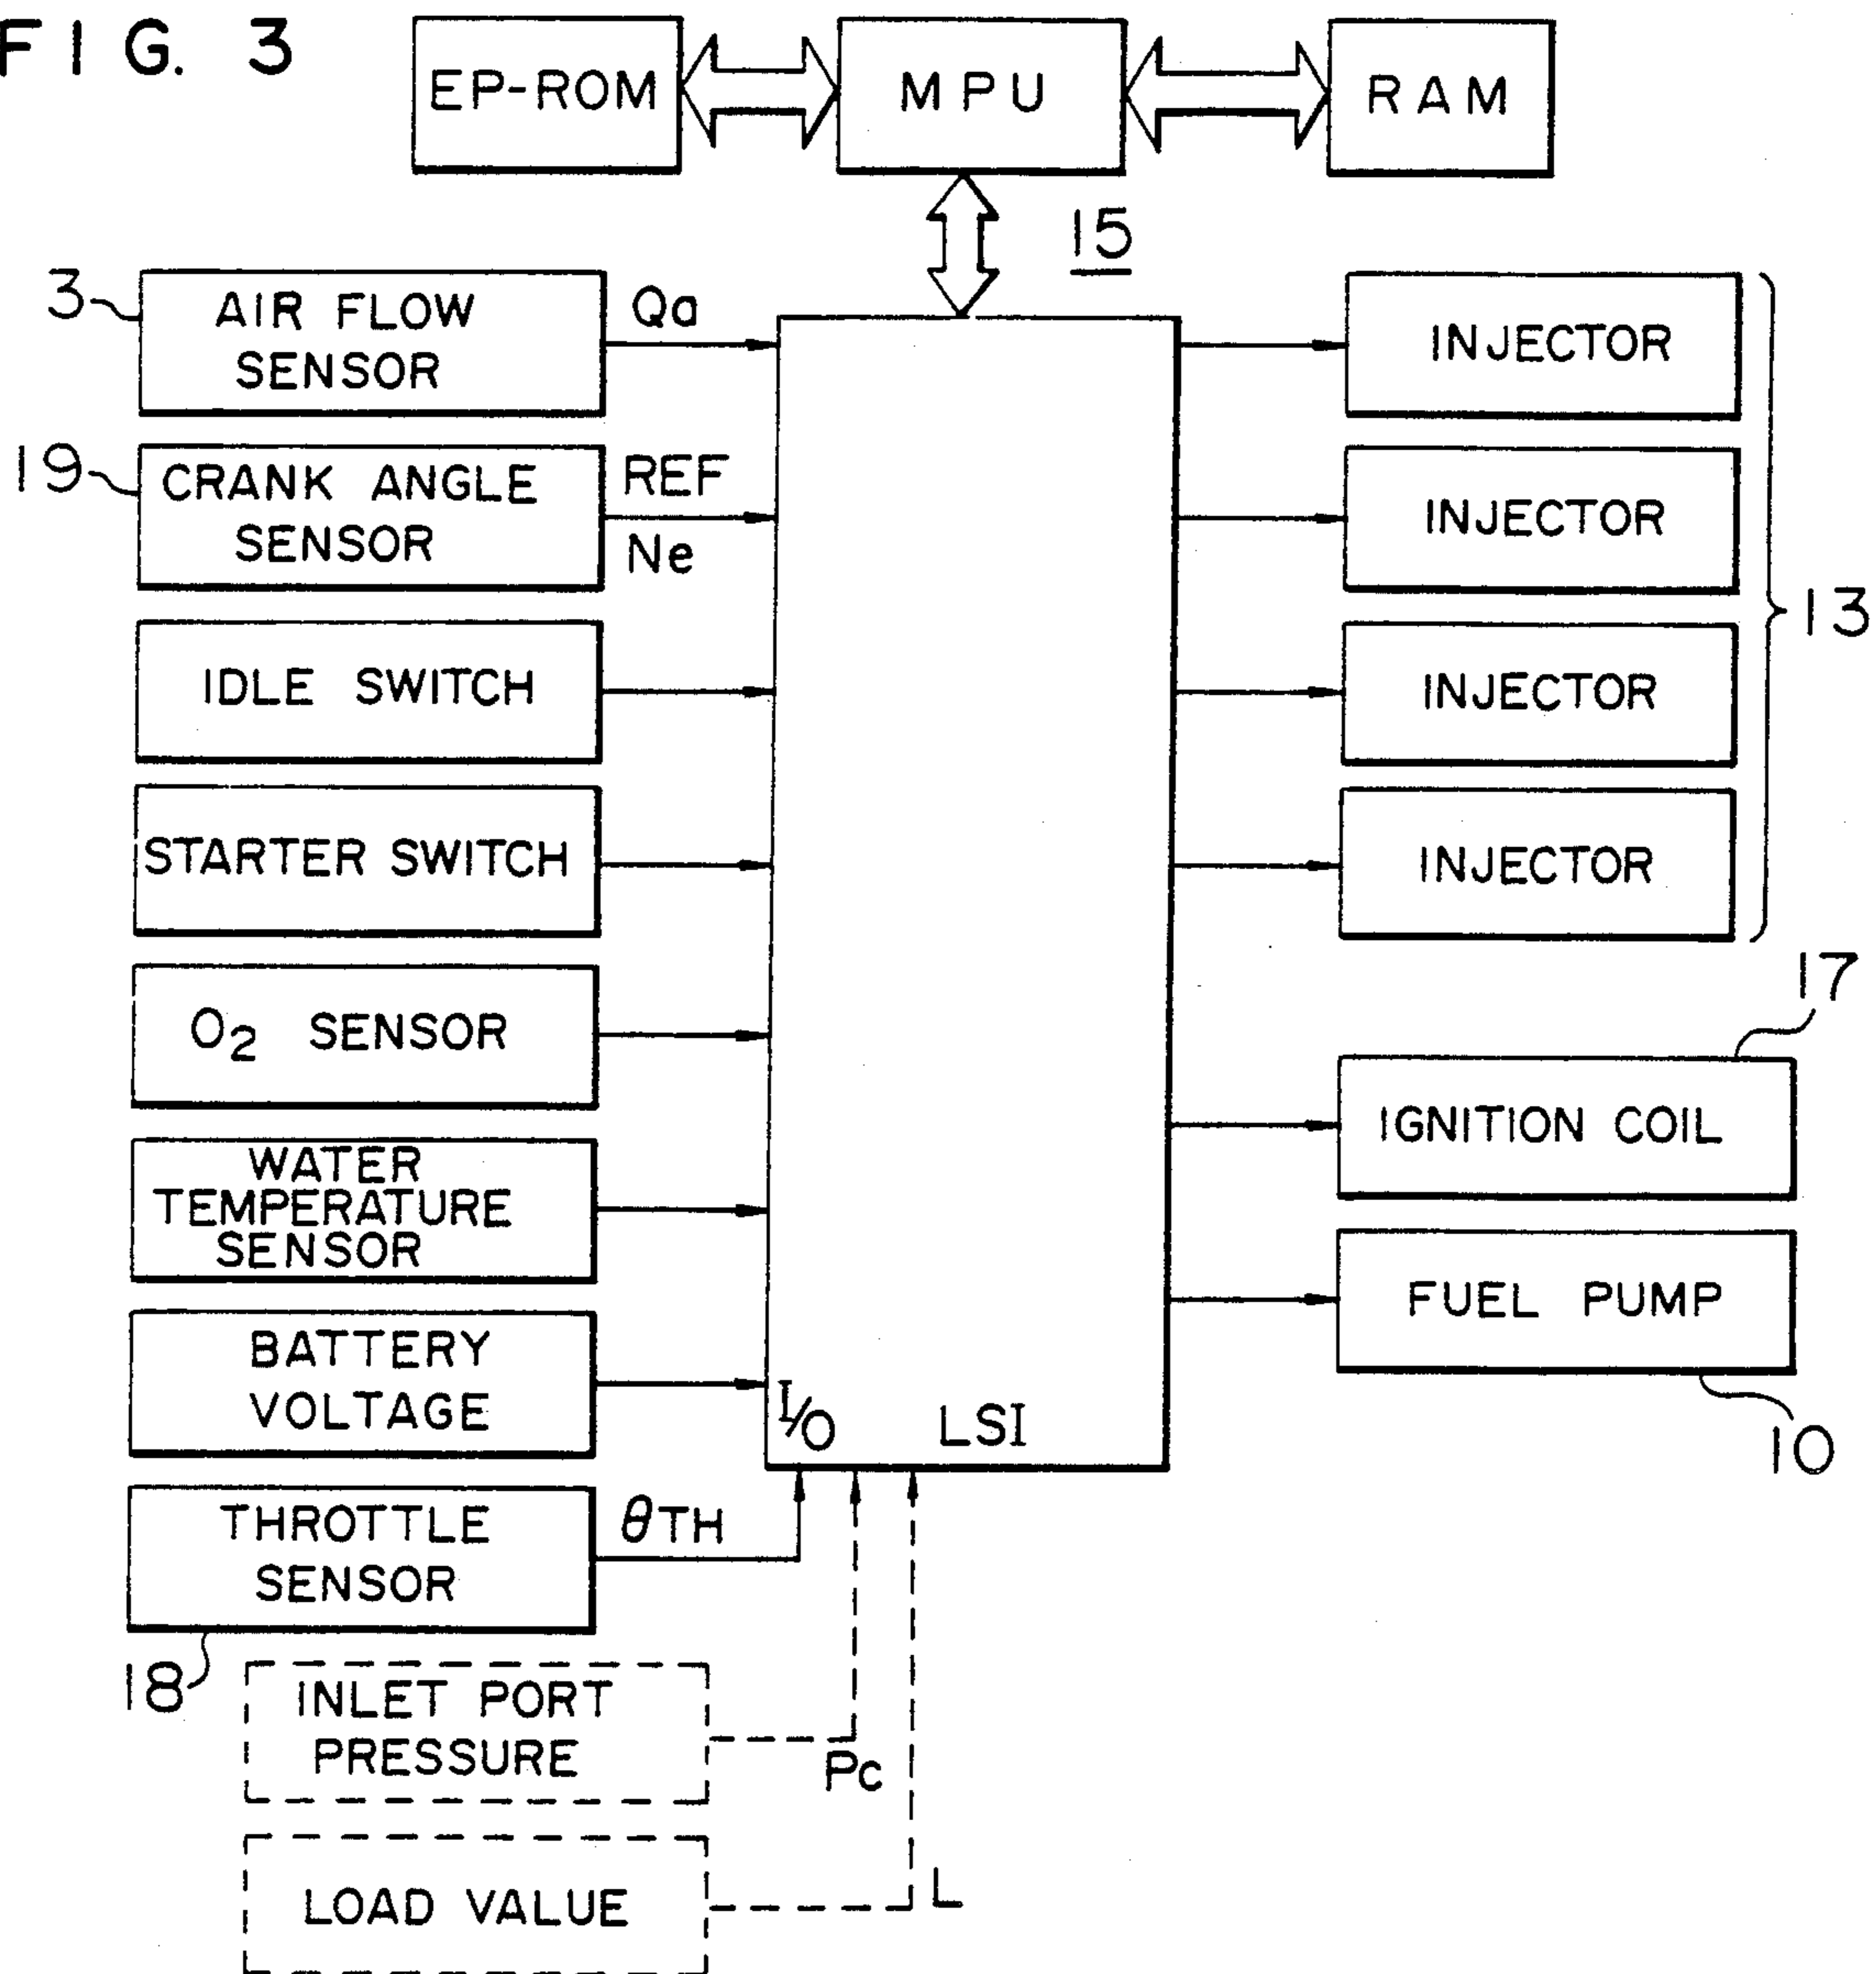 FIG. 3
EP-ROM
MPU
RAM
15
3
AIR FLOW
SENSOR
Qa
19
CRANK ANGLE
SENSOR
REF
Ne
IDLE SWITCH
STARTER SWITCH
O2 SENSOR
WATER
TEMPERATURE
SENSOR
BATTERY
VOLTAGE
THROTTLE
SENSOR
θTH
18
INLET PORT
PRESSURE
Pc
LOAD VALUE
L
I/O
LSI
INJECTOR
INJECTOR
INJECTOR
INJECTOR
13
17
IGNITION COIL
FUEL PUMP
10